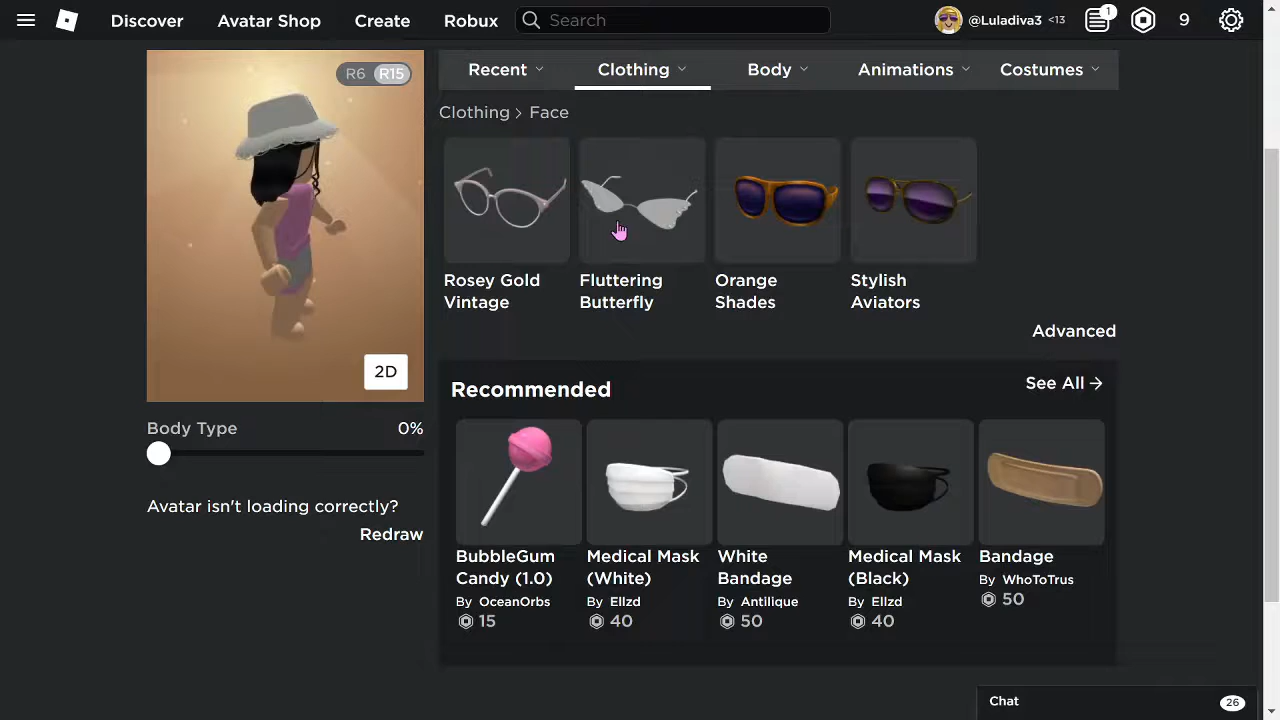 Discover Avatar Shop Create Robux Search @Luladiva3 <13 1 9
R6 R15
Recent Clothing Body Animations Costumes
Clothing > Face
Rosey Gold
Vintage
Fluttering
Butterfly
Orange
Shades
Stylish
Aviators
Advanced
2D
Body Type 0%
Avatar isn't loading correctly?
Redraw
Recommended
See All
BubbleGum
Candy (1.0)
By OceanOrbs
15
Medical Mask
(White)
By Ellzd
40
White
Bandage
By Antilique
50
Medical Mask
(Black)
By Ellzd
40
Bandage
By WhoToTrus
50
Chat 26